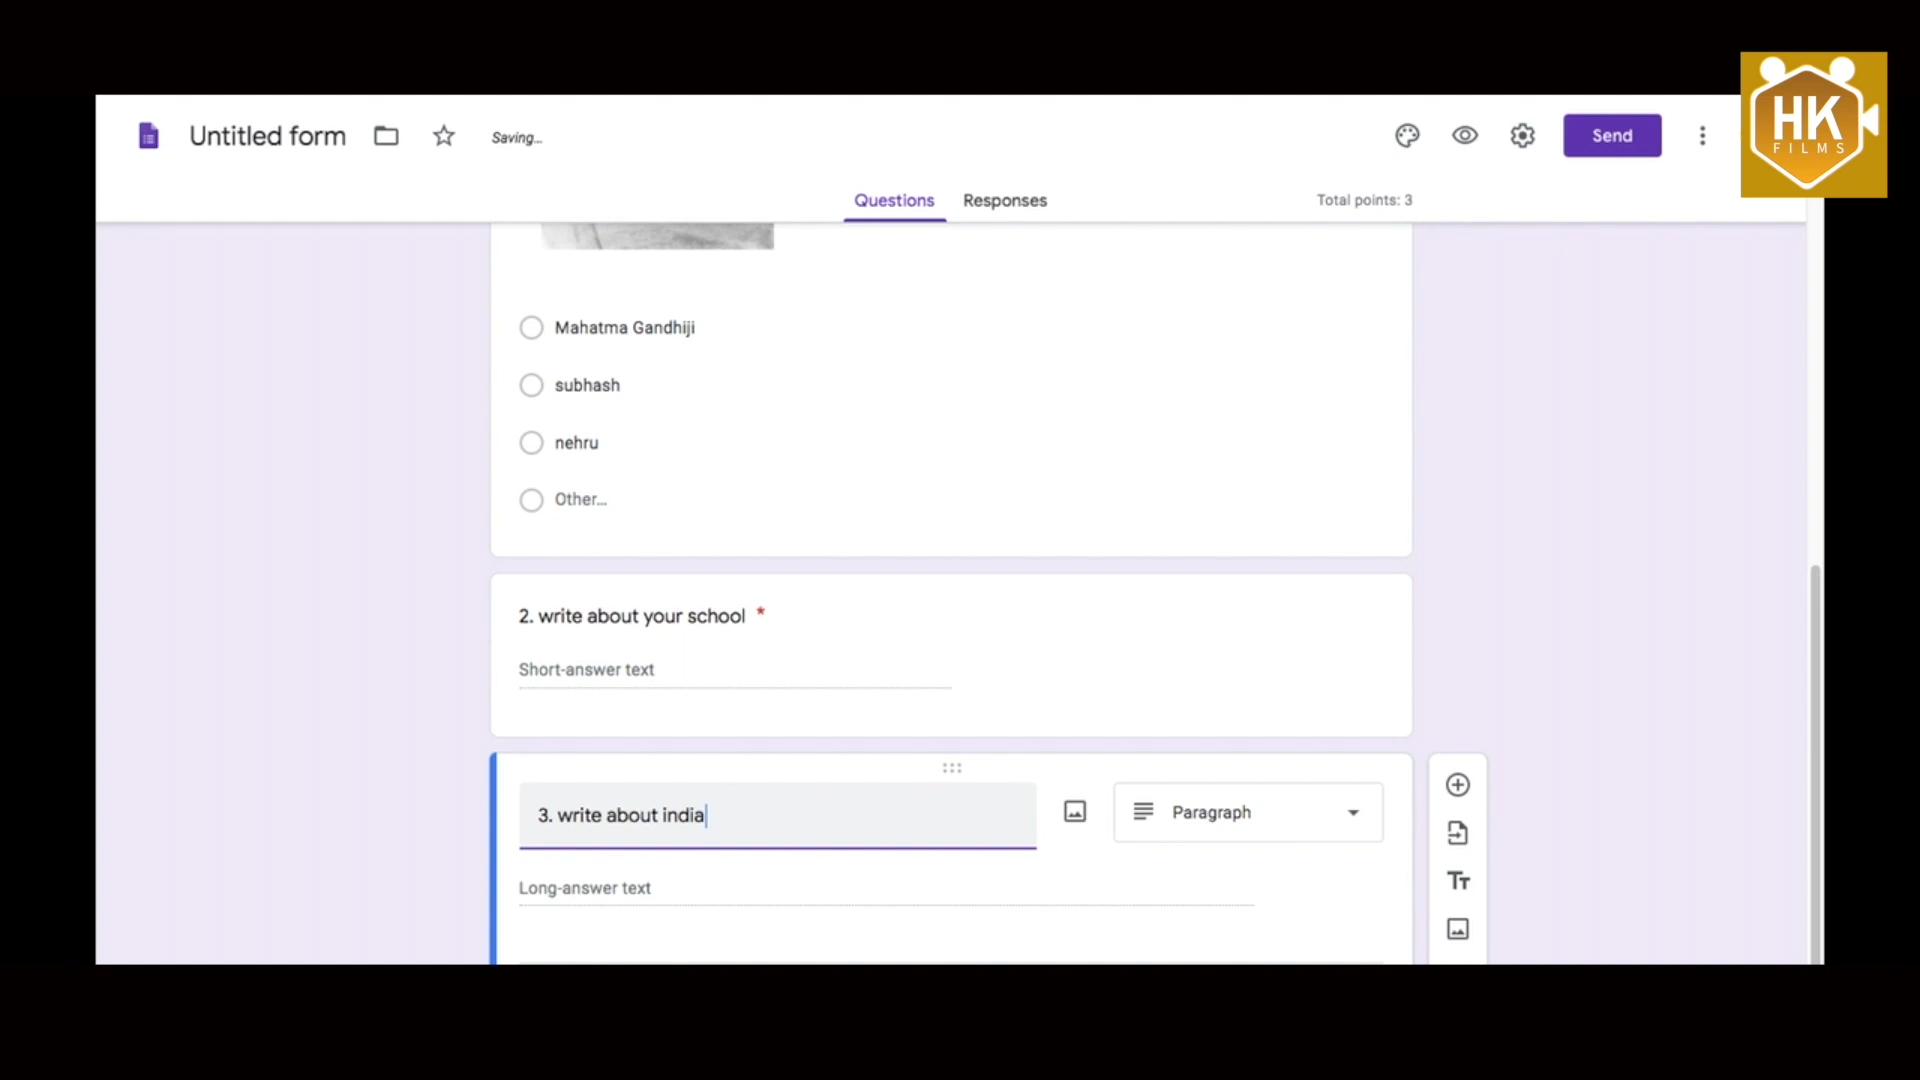 HK
FILMS
Untitled form
Saving...
Send
Questions
Responses
Total points: 3
Mahatma Gandhiji
subhash
nehru
Other...
2. write about your school *
Short-answer text
3. write about india
Paragraph
Long-answer text